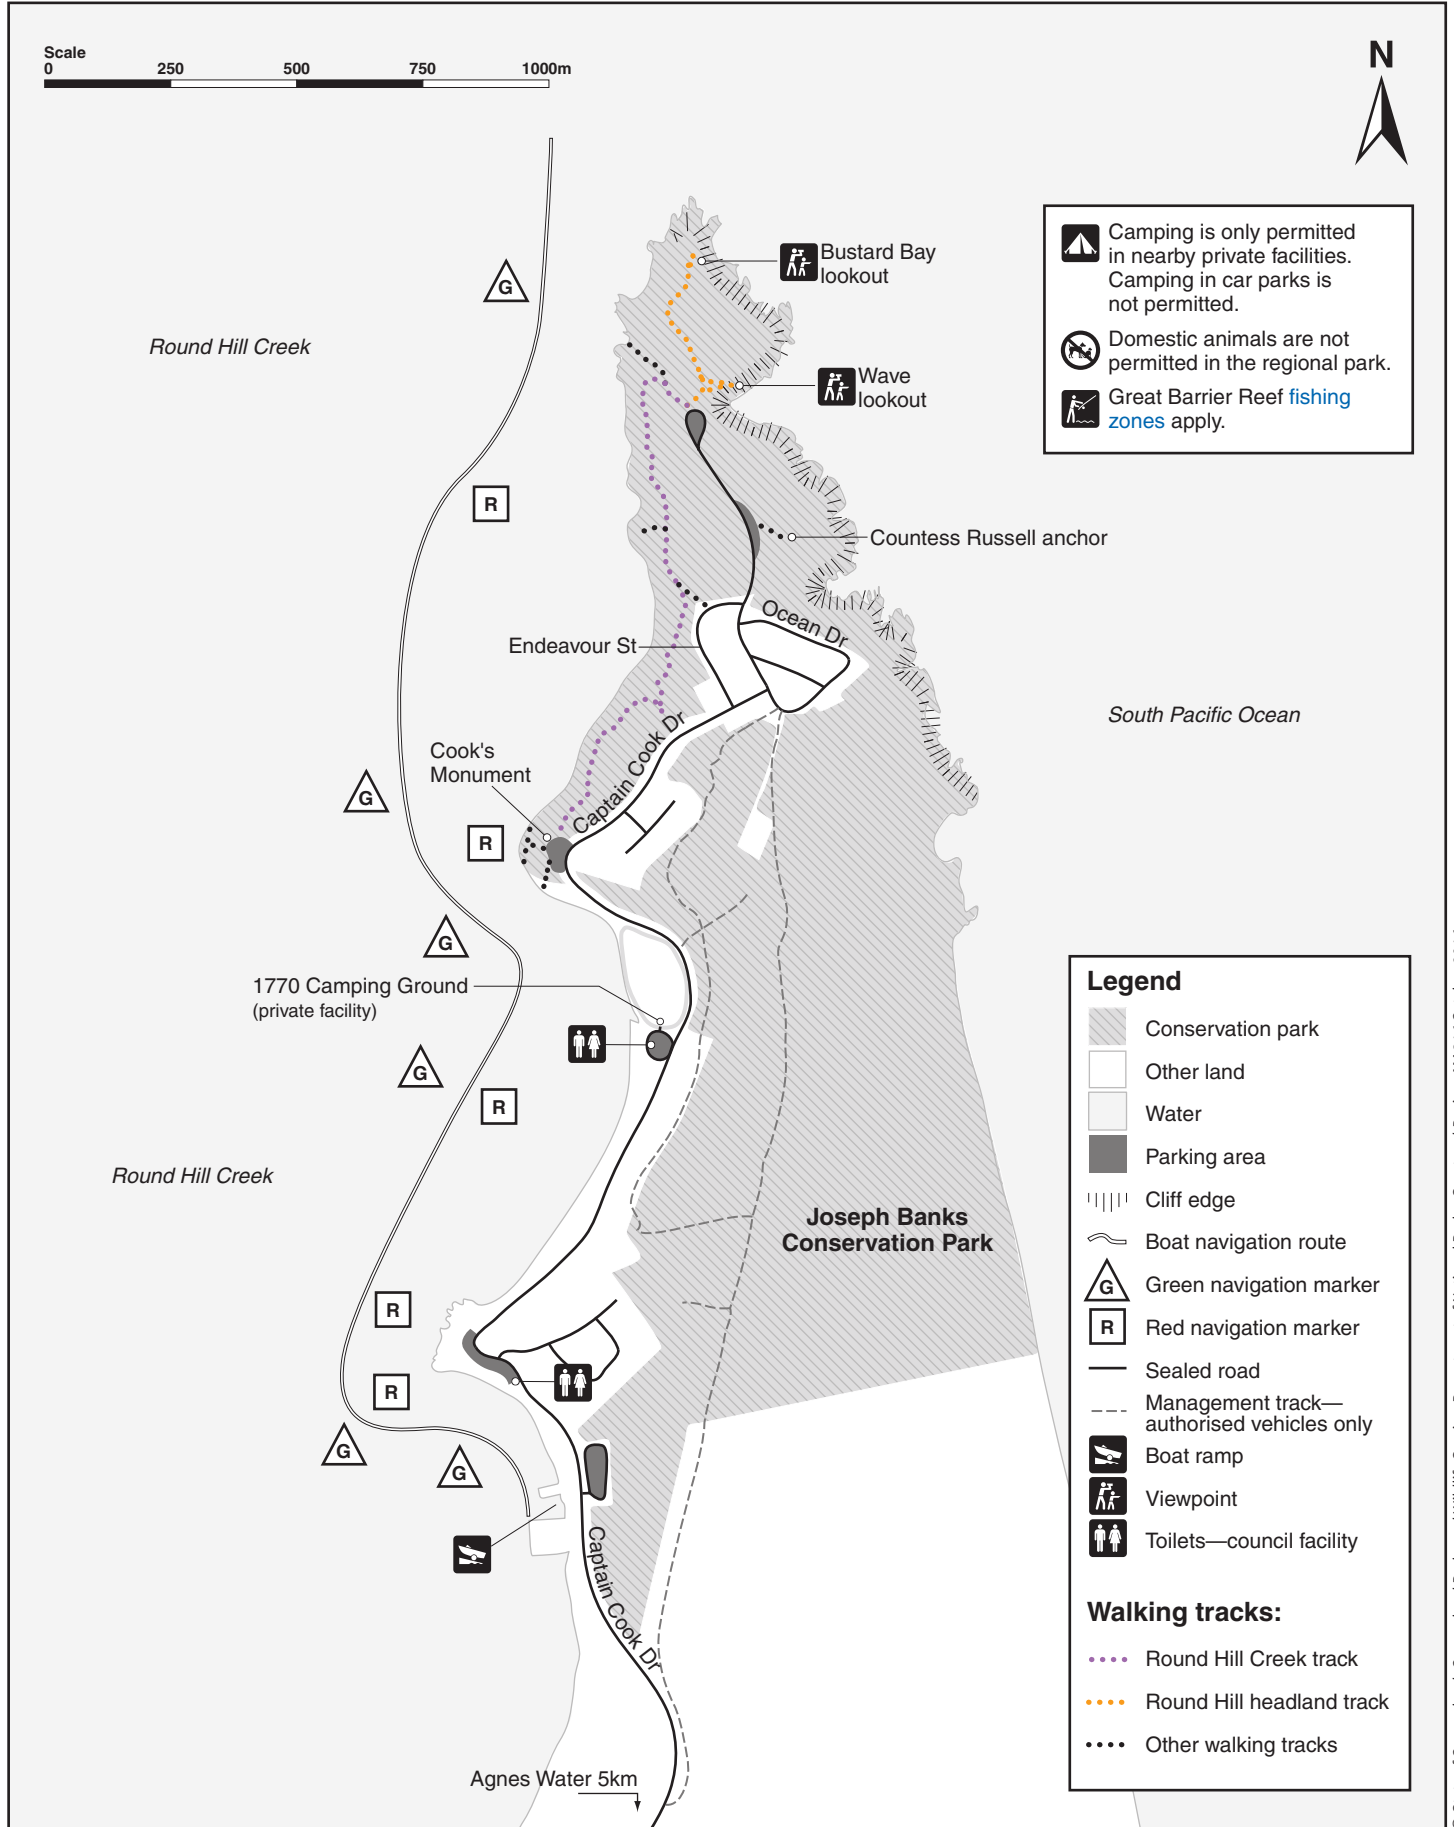 Scale
0 250 500 750 1000m
N
Camping is only permitted
in nearby private facilities.
Camping in car parks is
not permitted.
Domestic animals are not
permitted in the regional park.
Great Barrier Reef fishing
zones apply.
Bustard Bay
lookout
G
Round Hill Creek
Wave
lookout
R
Countess Russell anchor
Ocean Dr
Endeavour St
South Pacific Ocean
Captain Cook Dr
Cook's
Monument
G
R
G
1770 Camping Ground
(private facility)
G
R
Round Hill Creek
Joseph Banks
Conservation Park
R
R
G
G
Captain Cook Dr
Agnes Water 5km
Legend
Conservation park
Other land
Water
Parking area
Cliff edge
Boat navigation route
G Green navigation marker
R Red navigation marker
Sealed road
Management track—
authorised vehicles only
Boat ramp
Viewpoint
Toilets—council facility
Walking tracks:
Round Hill Creek track
Round Hill headland track
Other walking tracks